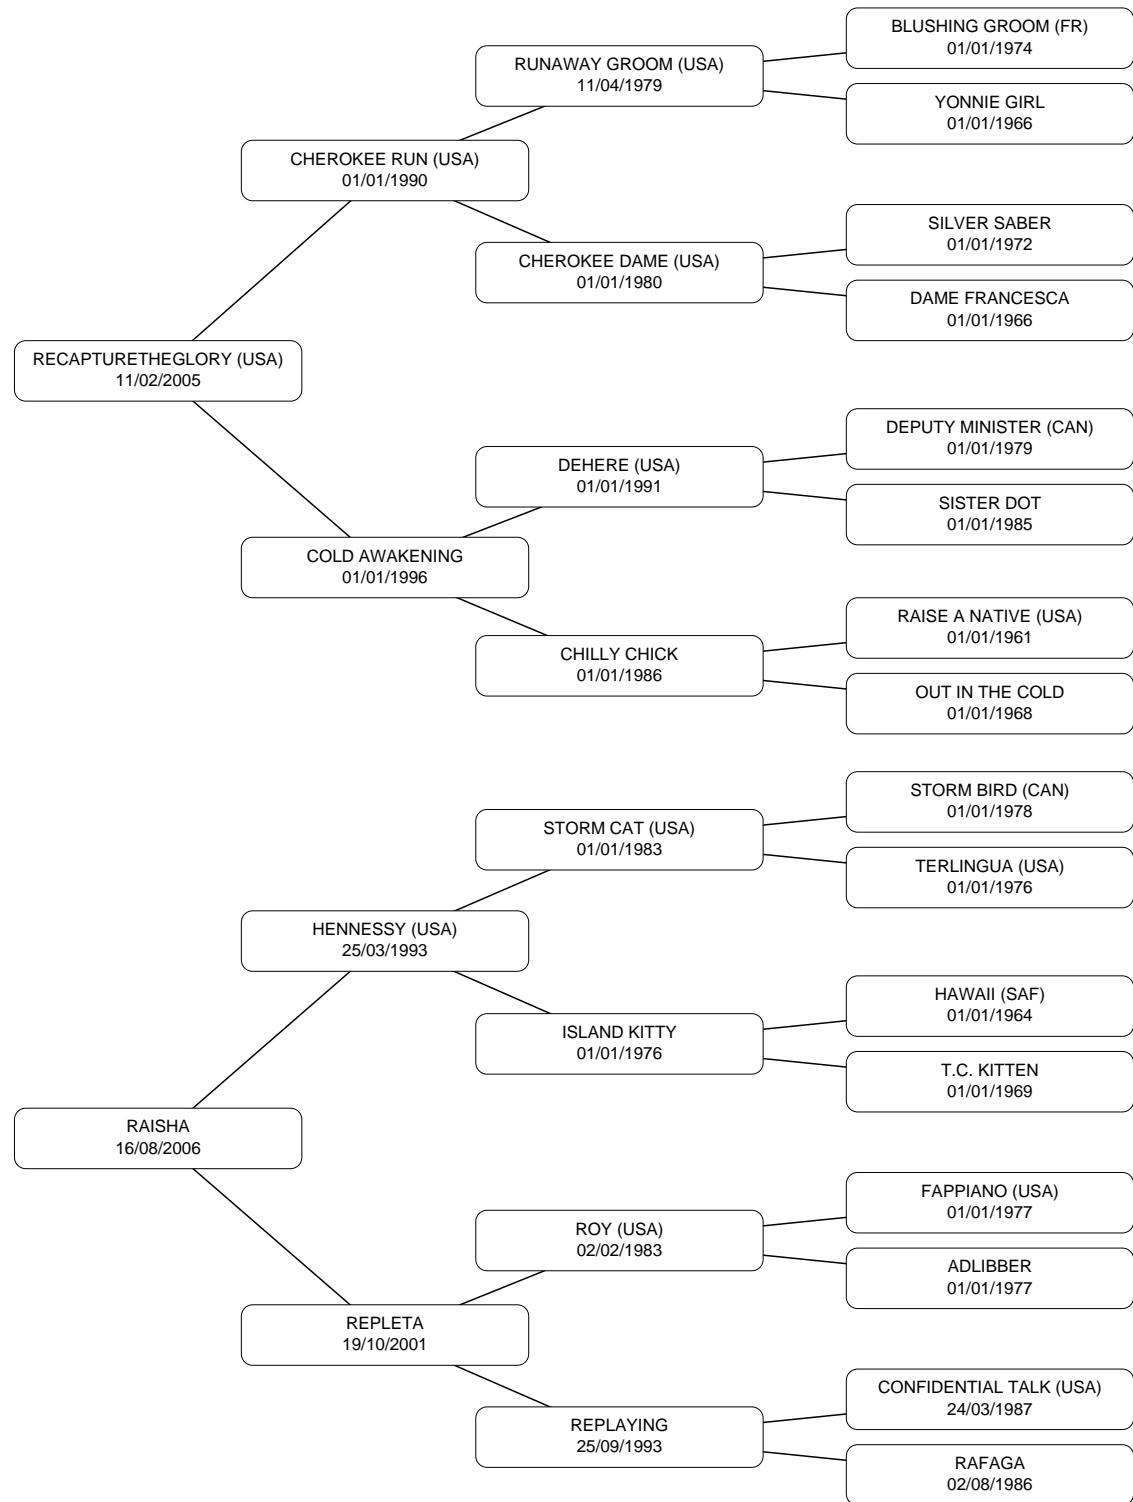 BLUSHING GROOM (FR)
01/01/1974
RUNAWAY GROOM (USA)
11/04/1979
YONNIE GIRL
01/01/1966
CHEROKEE RUN (USA)
01/01/1990
SILVER SABER
01/01/1972
CHEROKEE DAME (USA)
01/01/1980
DAME FRANCESCA
01/01/1966
RECAPTURETHEGLORY (USA)
11/02/2005
DEPUTY MINISTER (CAN)
01/01/1979
DEHERE (USA)
01/01/1991
SISTER DOT
01/01/1985
COLD AWAKENING
01/01/1996
RAISE A NATIVE (USA)
01/01/1961
CHILLY CHICK
01/01/1986
OUT IN THE COLD
01/01/1968
STORM BIRD (CAN)
01/01/1978
STORM CAT (USA)
01/01/1983
TERLINGUA (USA)
01/01/1976
HENNESSY (USA)
25/03/1993
HAWAII (SAF)
01/01/1964
ISLAND KITTY
01/01/1976
T.C. KITTEN
01/01/1969
RAISHA
16/08/2006
FAPPIANO (USA)
01/01/1977
ROY (USA)
02/02/1983
ADLIBBER
01/01/1977
REPLETA
19/10/2001
CONFIDENTIAL TALK (USA)
24/03/1987
REPLAYING
25/09/1993
RAFAGA
02/08/1986